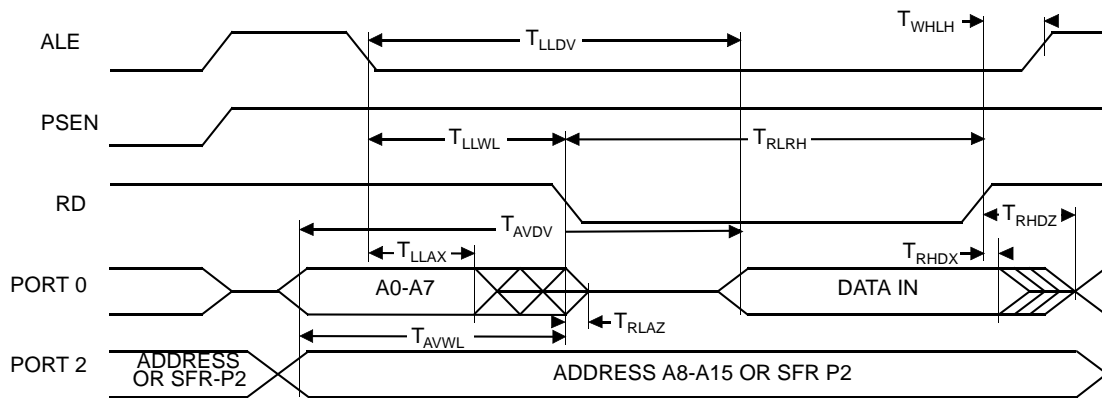 T_WHLH
ALE
T_LLDV
PSEN
T_LLWL
T_RLRH
RD
T_AVDV
T_RHDZ
T_LLAX
T_RHDX
PORT 0
A0-A7
DATA IN
T_RLAZ
T_AVWL
PORT 2
ADDRESS
OR SFR-P2
ADDRESS A8-A15 OR SFR P2